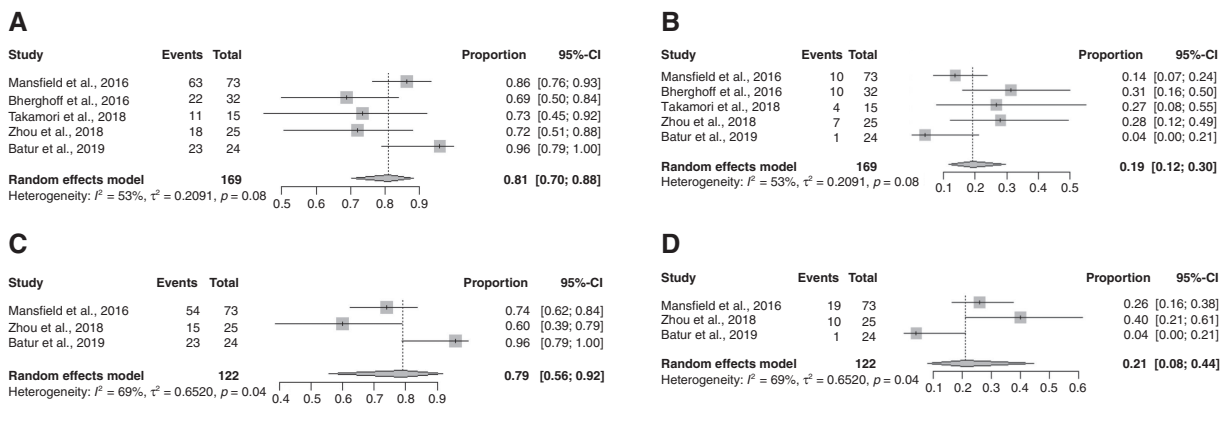 A
Study Events Total Proportion 95%-CI
Mansfield et al., 2016 63 73 0.86 [0.76; 0.93]
Bherghoff et al., 2016 22 32 0.69 [0.50; 0.84]
Takamori et al., 2018 11 15 0.73 [0.45; 0.92]
Zhou et al., 2018 18 25 0.72 [0.51; 0.88]
Batur et al., 2019 23 24 0.96 [0.79; 1.00]
Random effects model 169 0.81 [0.70; 0.88]
Heterogeneity: I² = 53%, τ² = 0.2091, p = 0.08
0.5 0.6 0.7 0.8 0.9
B
Study Events Total Proportion 95%-CI
Mansfield et al., 2016 10 73 0.14 [0.07; 0.24]
Bherghoff et al., 2016 10 32 0.31 [0.16; 0.50]
Takamori et al., 2018 4 15 0.27 [0.08; 0.55]
Zhou et al., 2018 7 25 0.28 [0.12; 0.49]
Batur et al., 2019 1 24 0.04 [0.00; 0.21]
Random effects model 169 0.19 [0.12; 0.30]
Heterogeneity: I² = 53%, τ² = 0.2091, p = 0.08
0.1 0.2 0.3 0.4 0.5
C
Study Events Total Proportion 95%-CI
Mansfield et al., 2016 54 73 0.74 [0.62; 0.84]
Zhou et al., 2018 15 25 0.60 [0.39; 0.79]
Batur et al., 2019 23 24 0.96 [0.79; 1.00]
Random effects model 122 0.79 [0.56; 0.92]
Heterogeneity: I² = 69%, τ² = 0.6520, p = 0.04
0.4 0.5 0.6 0.7 0.8 0.9
D
Study Events Total Proportion 95%-CI
Mansfield et al., 2016 19 73 0.26 [0.16; 0.38]
Zhou et al., 2018 10 25 0.40 [0.21; 0.61]
Batur et al., 2019 1 24 0.04 [0.00; 0.21]
Random effects model 122 0.21 [0.08; 0.44]
Heterogeneity: I² = 69%, τ² = 0.6520, p = 0.04
0.1 0.2 0.3 0.4 0.5 0.6